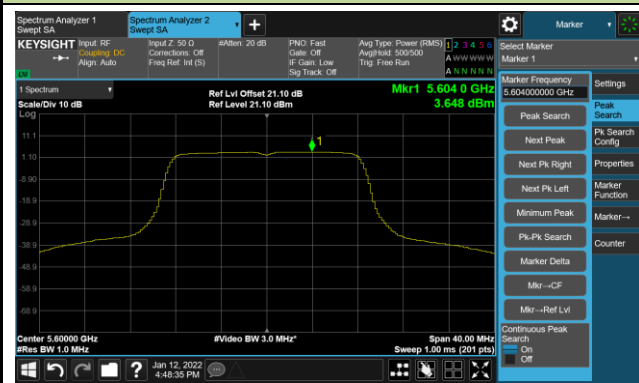 Spectrum Analyzer 1
Swept SA
Spectrum Analyzer 2
Swept SA
Marker
KEYSIGHT
Input: RF
Coupling: DC
Align: Auto
Input Z: 50 Ω
Corrections: Off
Freq Ref: Int (S)
#Atten: 20 dB
PNO: Fast
Gate: Off
IF Gain: Low
Sig Track: Off
Avg Type: Power (RMS)
Avg|Hold: 500/500
Trig: Free Run
1 2 3 4 5 6
A W W W W W
A N N N N N
Select Marker
Marker 1
1 Spectrum
Scale/Div 10 dB
Log
Ref Lvl Offset 21.10 dB
Ref Level 21.10 dBm
Mkr1 5.604 0 GHz
3.648 dBm
11.1
1.10
-8.90
-18.9
-28.9
-38.9
-48.9
-58.9
-68.9
1
Center 5.60000 GHz
#Res BW 1.0 MHz
#Video BW 3.0 MHz*
Span 40.00 MHz
Sweep 1.00 ms (201 pts)
Marker Frequency
5.604000000 GHz
Peak Search
Next Peak
Next Pk Right
Next Pk Left
Minimum Peak
Pk-Pk Search
Marker Delta
Mkr→CF
Mkr→Ref Lvl
Continuous Peak
Search
On
Off
Settings
Peak
Search
Pk Search
Config
Properties
Marker
Function
Marker→
Counter
Jan 12, 2022
4:48:35 PM